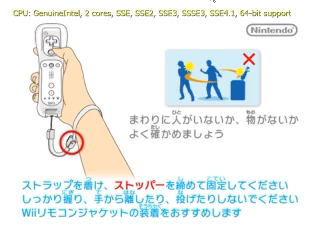 CPU: GenuineIntel, 2 cores, SSE, SSE2, SSE3, SSSE3, SSE4.1, 64-bit support
Nintendo
まわりに人がいないか、物がないか
よく確かめましょう
ストラップを着け、ストッパーを締めて固定してください
しっかり握り、手から離したり、投げたりしないでください
Wiiリモコンジャケットの装着をおすすめします